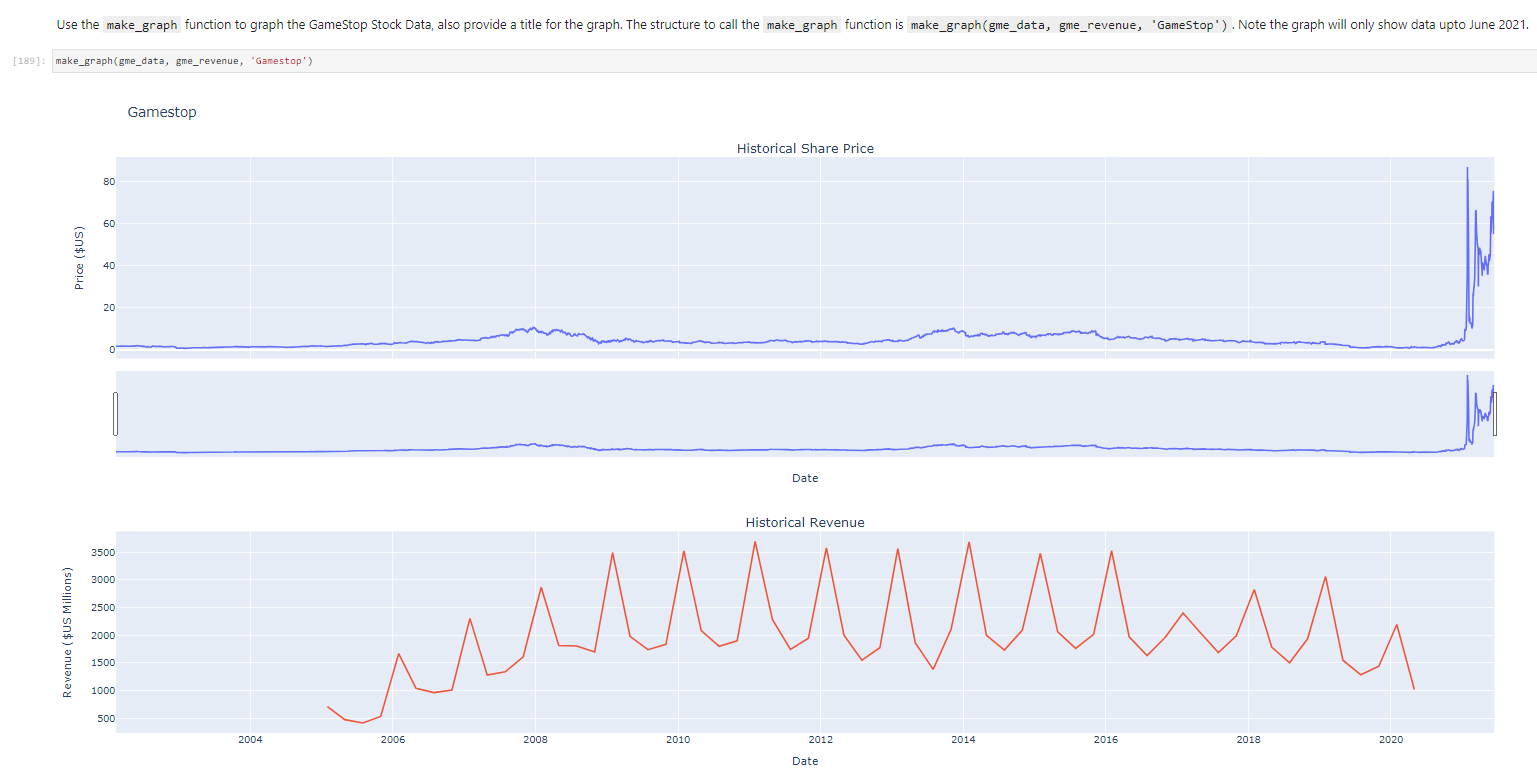 Use the make_graph function to graph the GameStop Stock Data, also provide a title for the graph. The structure to call the make_graph function is make_graph(gme_data, gme_revenue, 'GameStop') . Note the graph will only show data upto June 2021.
[189]: make_graph(gme_data, gme_revenue, 'Gamestop')
Gamestop
Historical Share Price
Price ($US)
80
60
40
20
0
Date
Historical Revenue
Revenue ($US Millions)
3500
3000
2500
2000
1500
1000
500
2004 2006 2008 2010 2012 2014 2016 2018 2020
Date